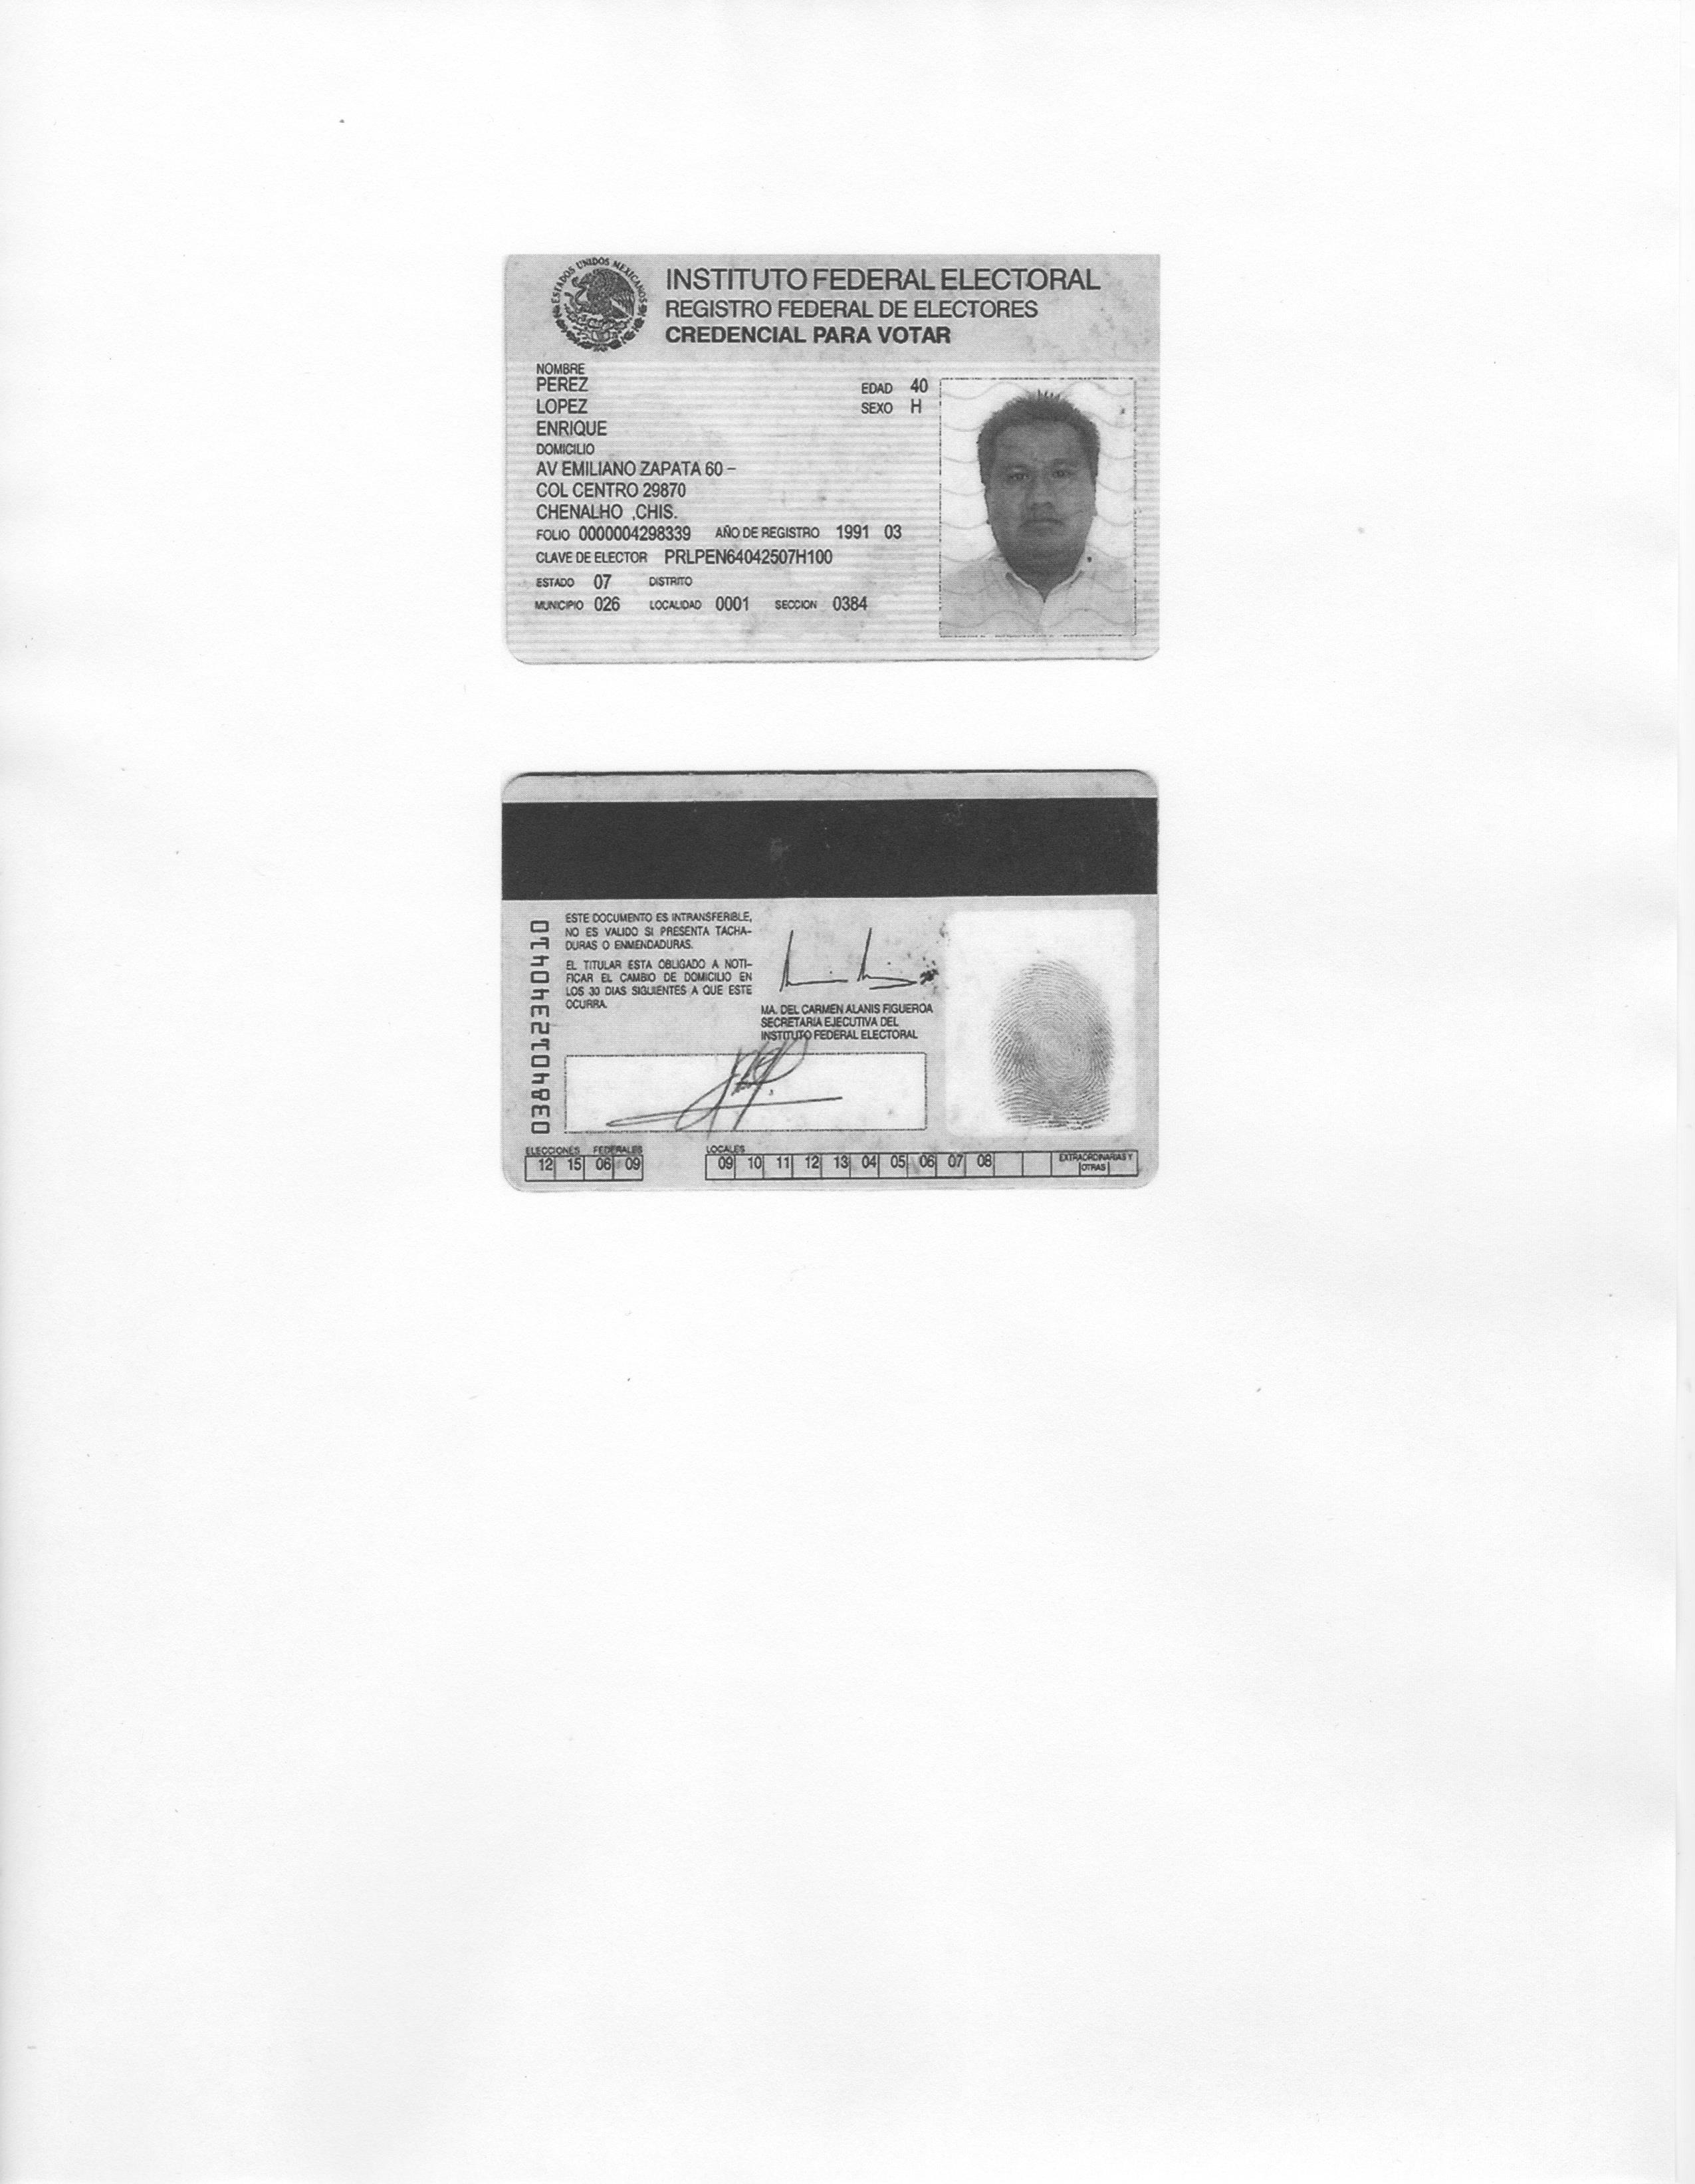 ESTADOS UNIDOS MEXICANOS
INSTITUTO FEDERAL ELECTORAL
REGISTRO FEDERAL DE ELECTORES
CREDENCIAL PARA VOTAR
NOMBRE
PEREZ
EDAD 40
LOPEZ
SEXO H
ENRIQUE
DOMICILIO
AV EMILIANO ZAPATA 60 –
COL CENTRO 29870
CHENALHO ,CHIS.
FOLIO 0000004298339 AÑO DE REGISTRO 1991 03
CLAVE DE ELECTOR PRLPEN64042507H100
ESTADO 07 DISTRITO
MUNICIPIO 026 LOCALIDAD 0001 SECCION 0384
0384012340410
ESTE DOCUMENTO ES INTRANSFERIBLE,
NO ES VALIDO SI PRESENTA TACHA-
DURAS O ENMENDADURAS.
EL TITULAR ESTA OBLIGADO A NOTI-
FICAR EL CAMBIO DE DOMICILIO EN
LOS 30 DIAS SIGUIENTES A QUE ESTE
OCURRA.
MA. DEL CARMEN ALANIS FIGUEROA
SECRETARIA EJECUTIVA DEL
INSTITUTO FEDERAL ELECTORAL
ELECCIONES FEDERALES
12 15 06 09
LOCALES
09 10 11 12 13 04 05 06 07 08
EXTRAORDINARIAS Y
OTRAS